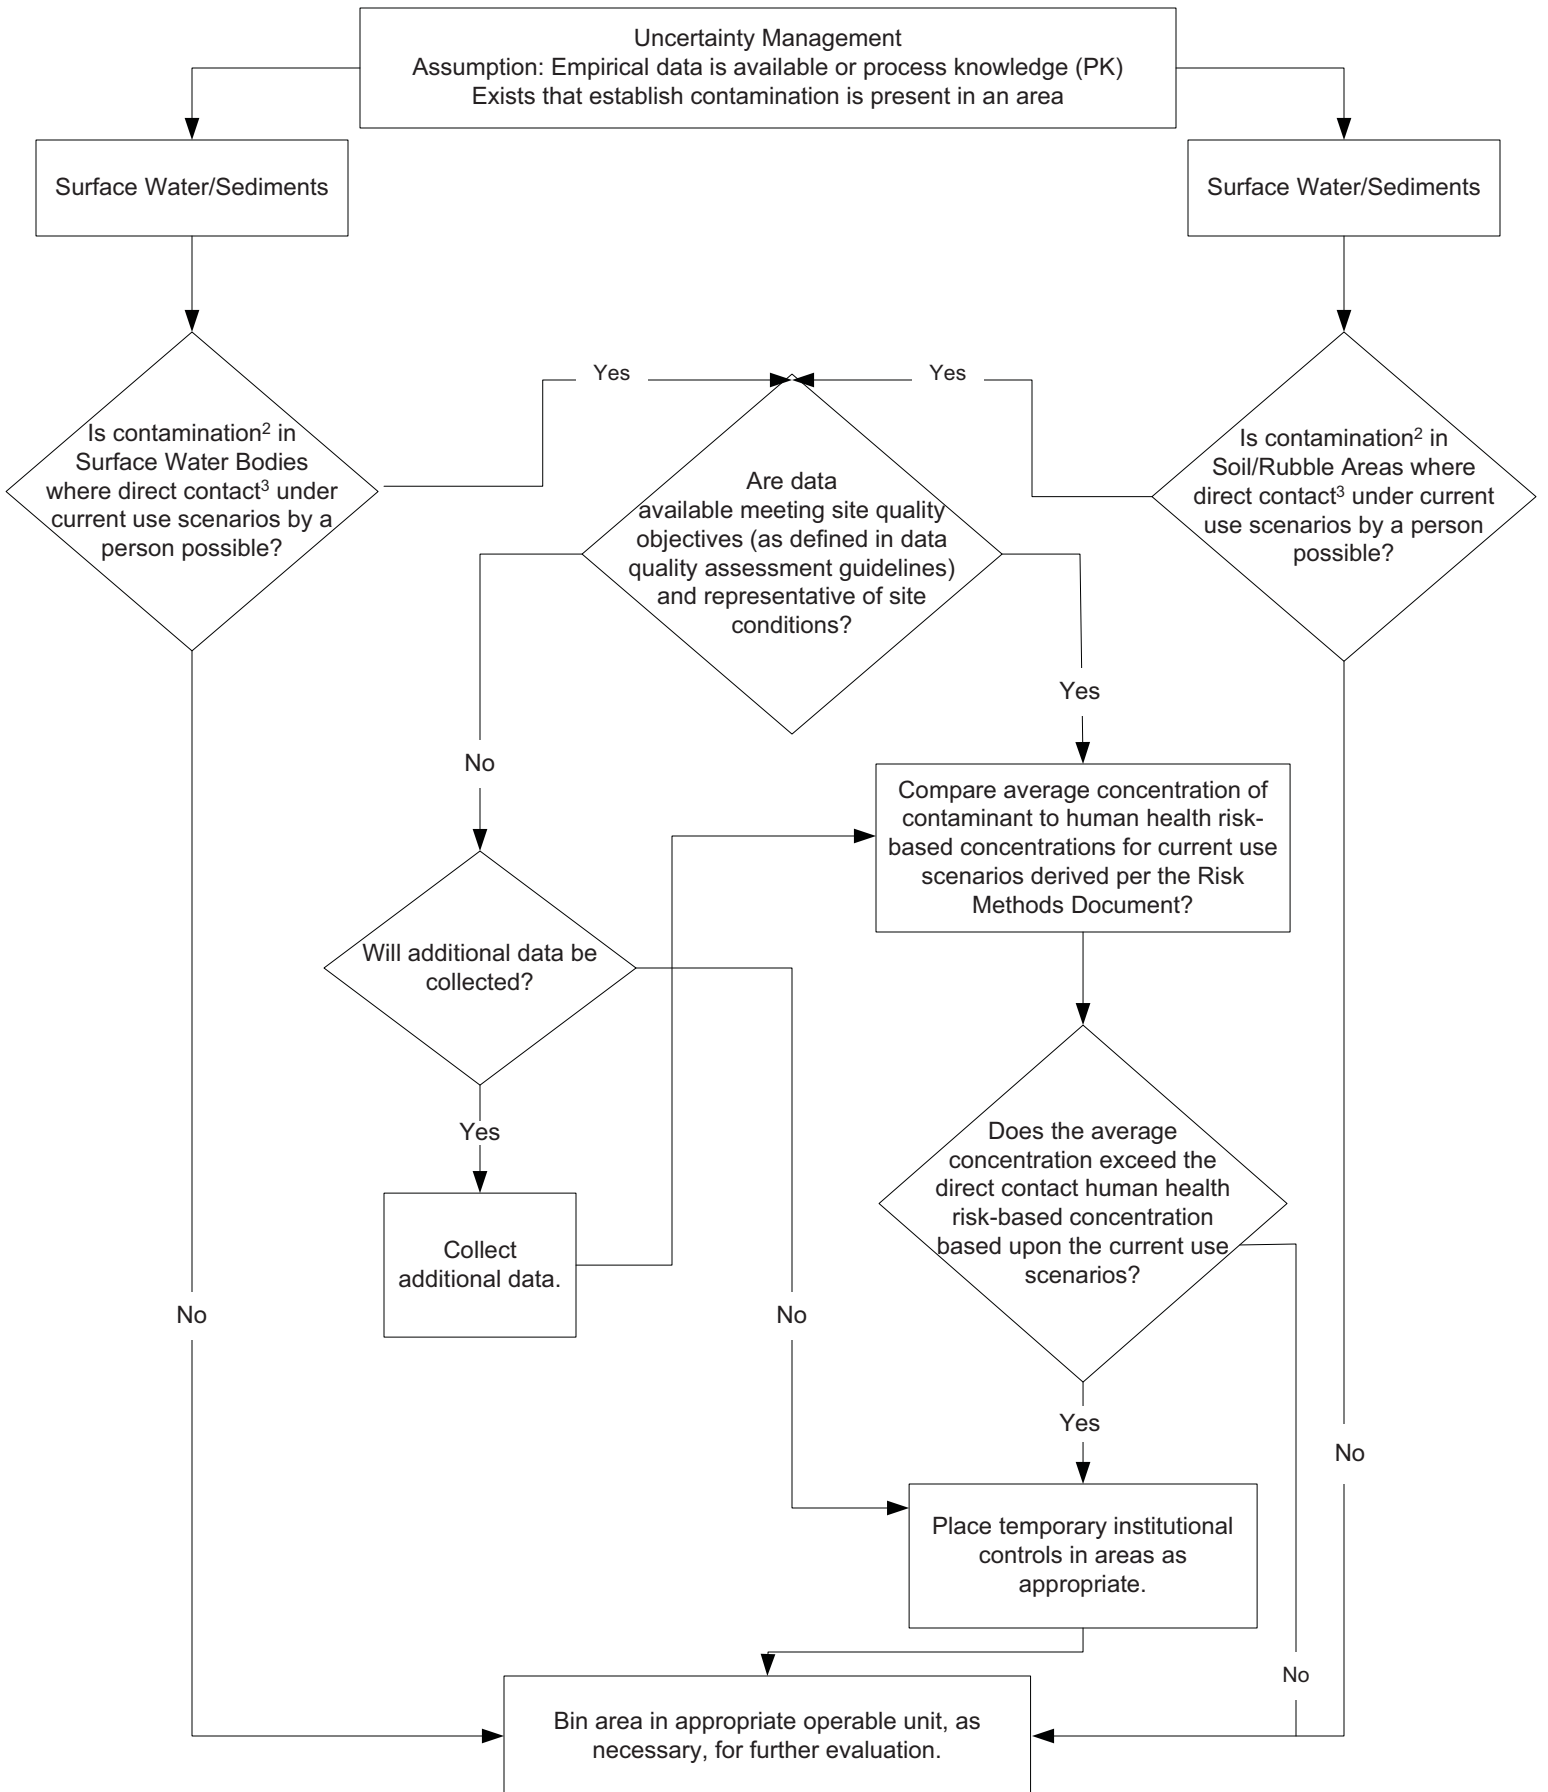 Uncertainty Management
Assumption: Empirical data is available or process knowledge (PK)
Exists that establish contamination is present in an area
Surface Water/Sediments
Surface Water/Sediments
Yes
Yes
Is contamination² in
Surface Water Bodies
where direct contact³ under
current use scenarios by a
person possible?
Is contamination² in
Soil/Rubble Areas where
direct contact³ under current
use scenarios by a person
possible?
Are data
available meeting site quality
objectives (as defined in data
quality assessment guidelines)
and representative of site
conditions?
Yes
No
Compare average concentration of
contaminant to human health risk-
based concentrations for current use
scenarios derived per the Risk
Methods Document?
Will additional data be
collected?
Yes
Does the average
concentration exceed the
direct contact human health
risk-based concentration
based upon the current use
scenarios?
Collect
additional data.
No
No
Yes
No
Place temporary institutional
controls in areas as
appropriate.
No
Bin area in appropriate operable unit, as
necessary, for further evaluation.